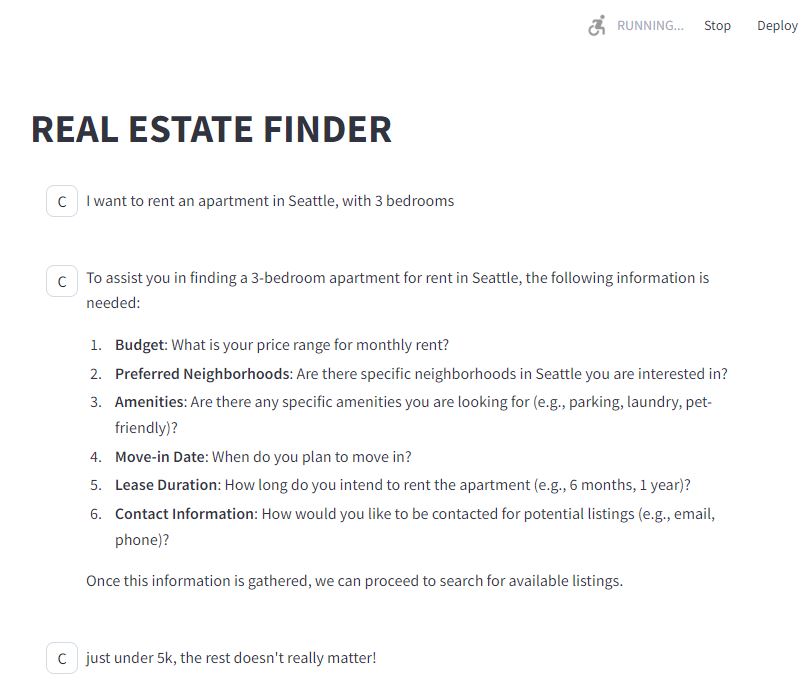 RUNNING... Stop Deploy
REAL ESTATE FINDER
C I want to rent an apartment in Seattle, with 3 bedrooms
C To assist you in finding a 3-bedroom apartment for rent in Seattle, the following information is
needed:
1. Budget: What is your price range for monthly rent?
2. Preferred Neighborhoods: Are there specific neighborhoods in Seattle you are interested in?
3. Amenities: Are there any specific amenities you are looking for (e.g., parking, laundry, pet-
friendly)?
4. Move-in Date: When do you plan to move in?
5. Lease Duration: How long do you intend to rent the apartment (e.g., 6 months, 1 year)?
6. Contact Information: How would you like to be contacted for potential listings (e.g., email,
phone)?
Once this information is gathered, we can proceed to search for available listings.
C just under 5k, the rest doesn't really matter!